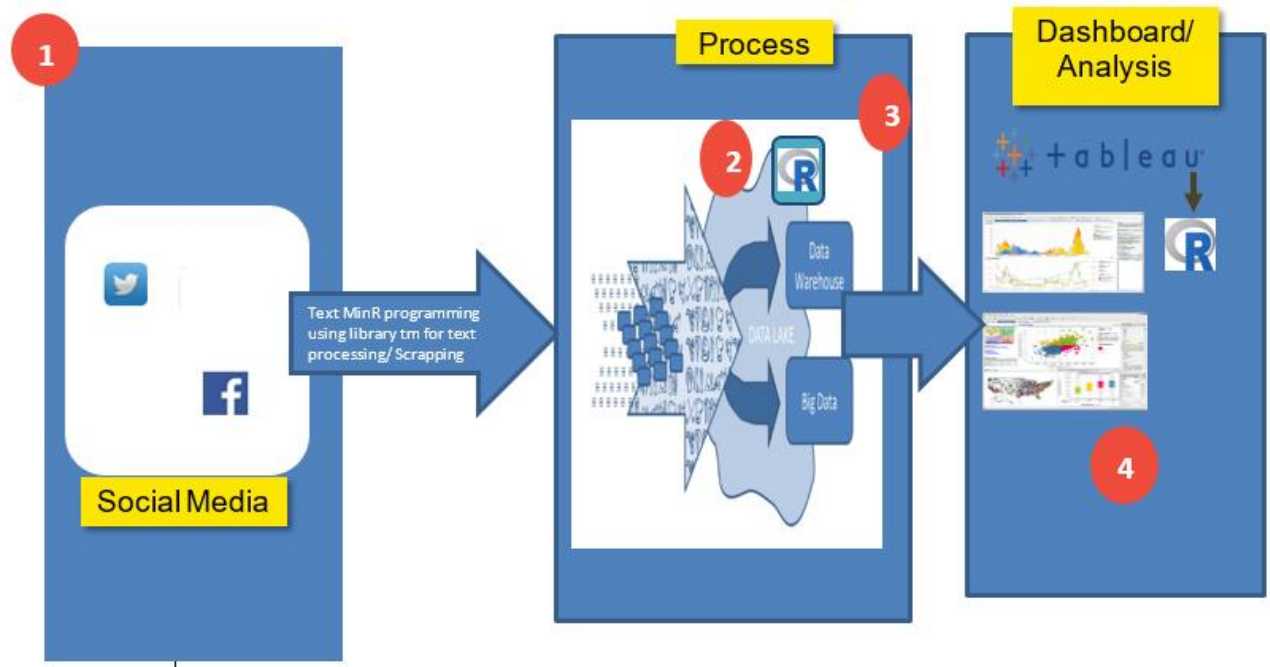 1
Social Media
Text MinR programming
using library tm for text
processing/ Scrapping
Process
2
3
R
DATA LAKE
Data
Warehouse
Big Data
Dashboard/
Analysis
+ableau
R
4